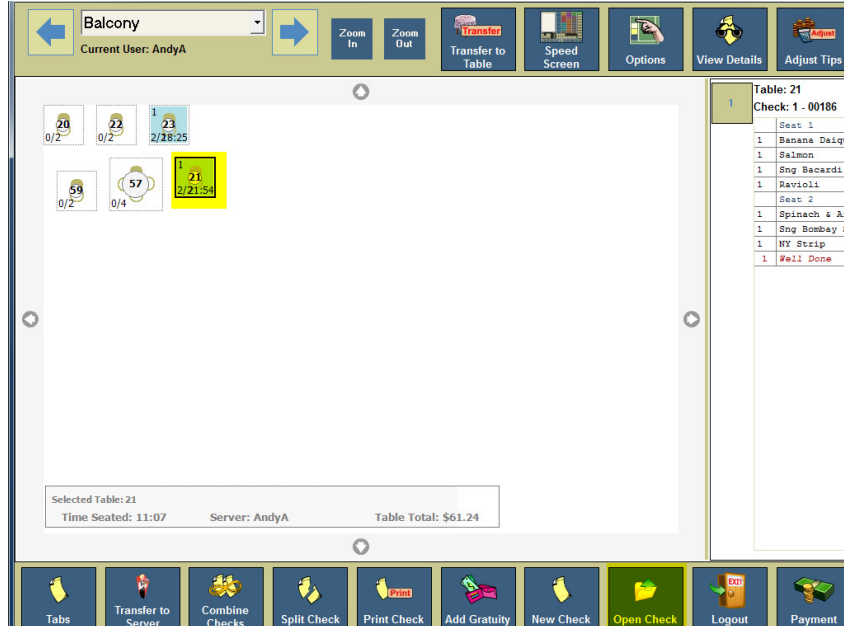 Balcony
Current User: AndyA
Zoom In
Zoom Out
Transfer
Transfer to Table
Speed Screen
Options
View Details
Adjust
Adjust Tips
20
0/2
22
0/2
1
23
2/28:25
59
0/2
57
0/4
1
21
2/21:54
Selected Table: 21
Time Seated: 11:07 Server: AndyA Table Total: $61.24
1
Table: 21
Check: 1 - 00186
Seat 1
1 Banana Daiq
1 Salmon
1 Sng Bacardi
1 Ravioli
Seat 2
1 Spinach & A
1 Sng Bombay
1 NY Strip
1 Well Done
Tabs
Transfer to Server
Combine Checks
Split Check
Print
Print Check
Add Gratuity
New Check
Open Check
EXIT
Logout
Payment